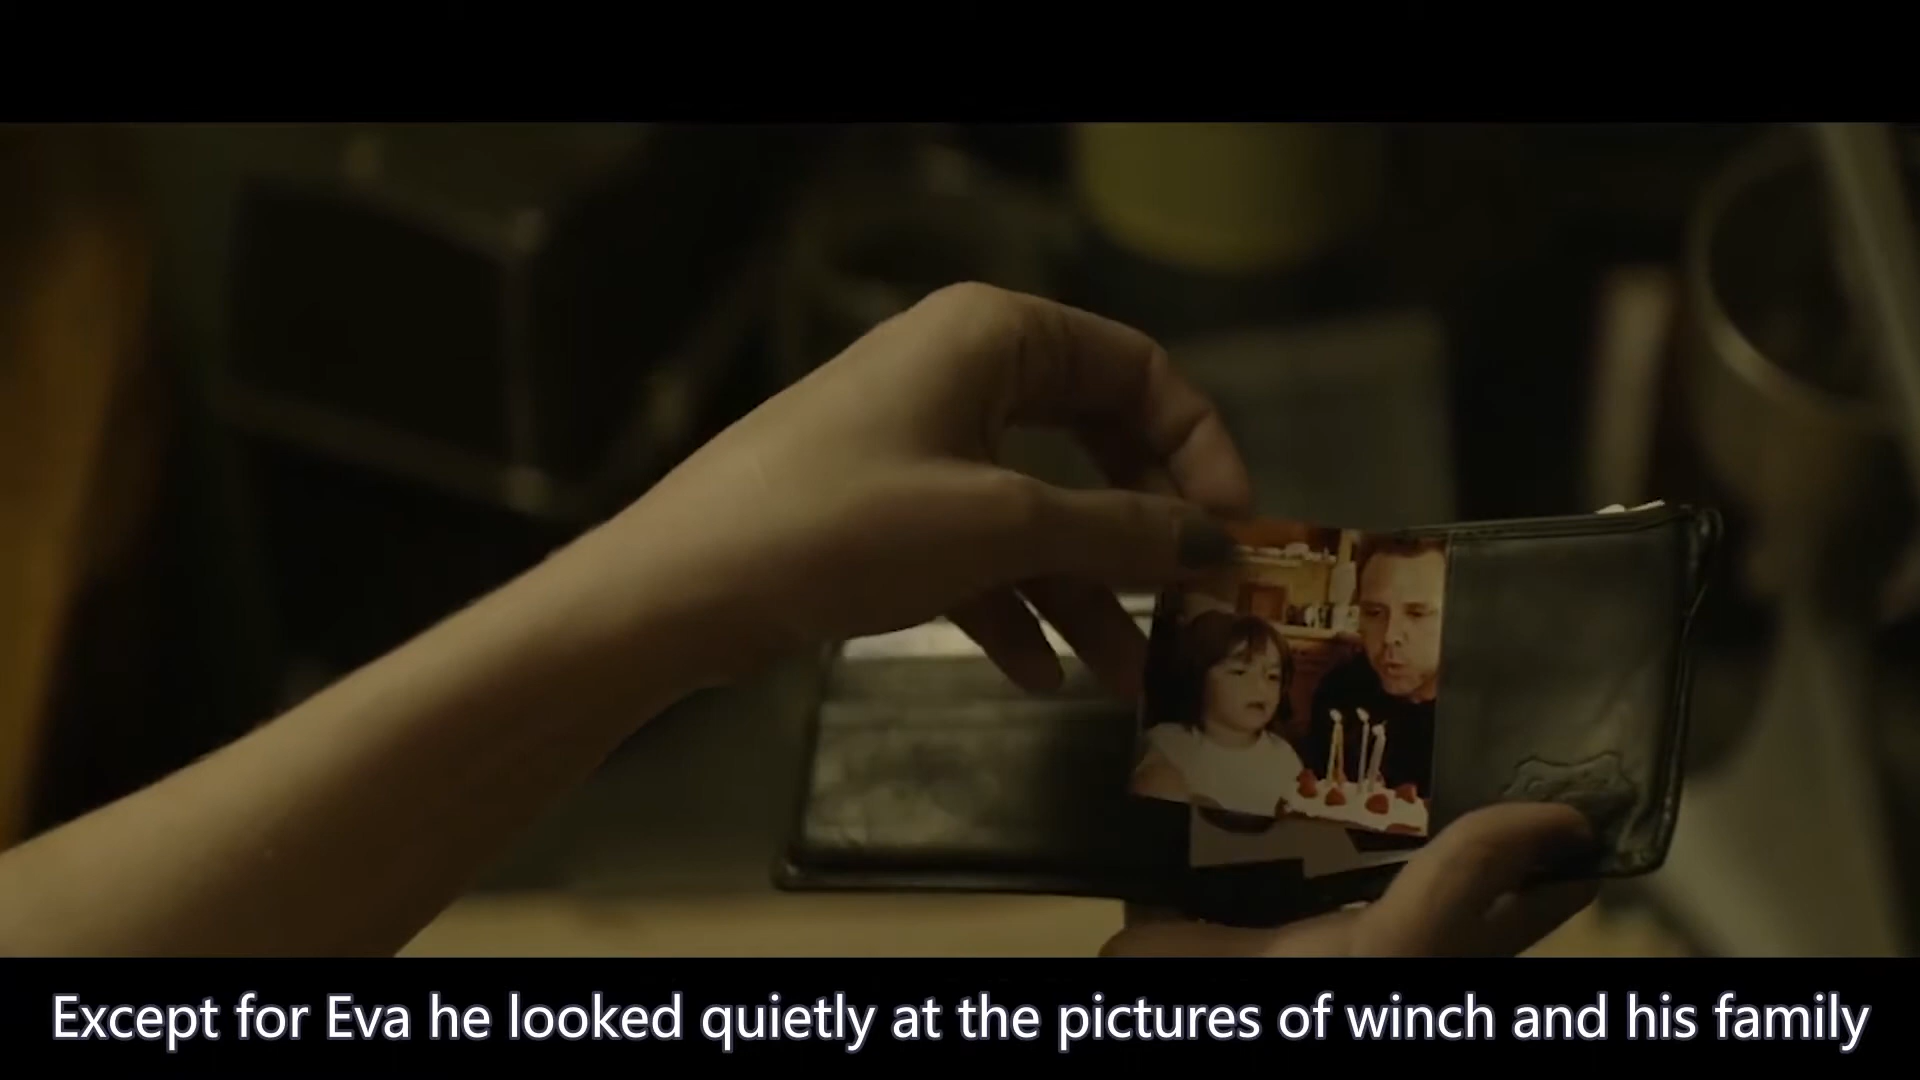 Except for Eva he looked quietly at the pictures of winch and his family